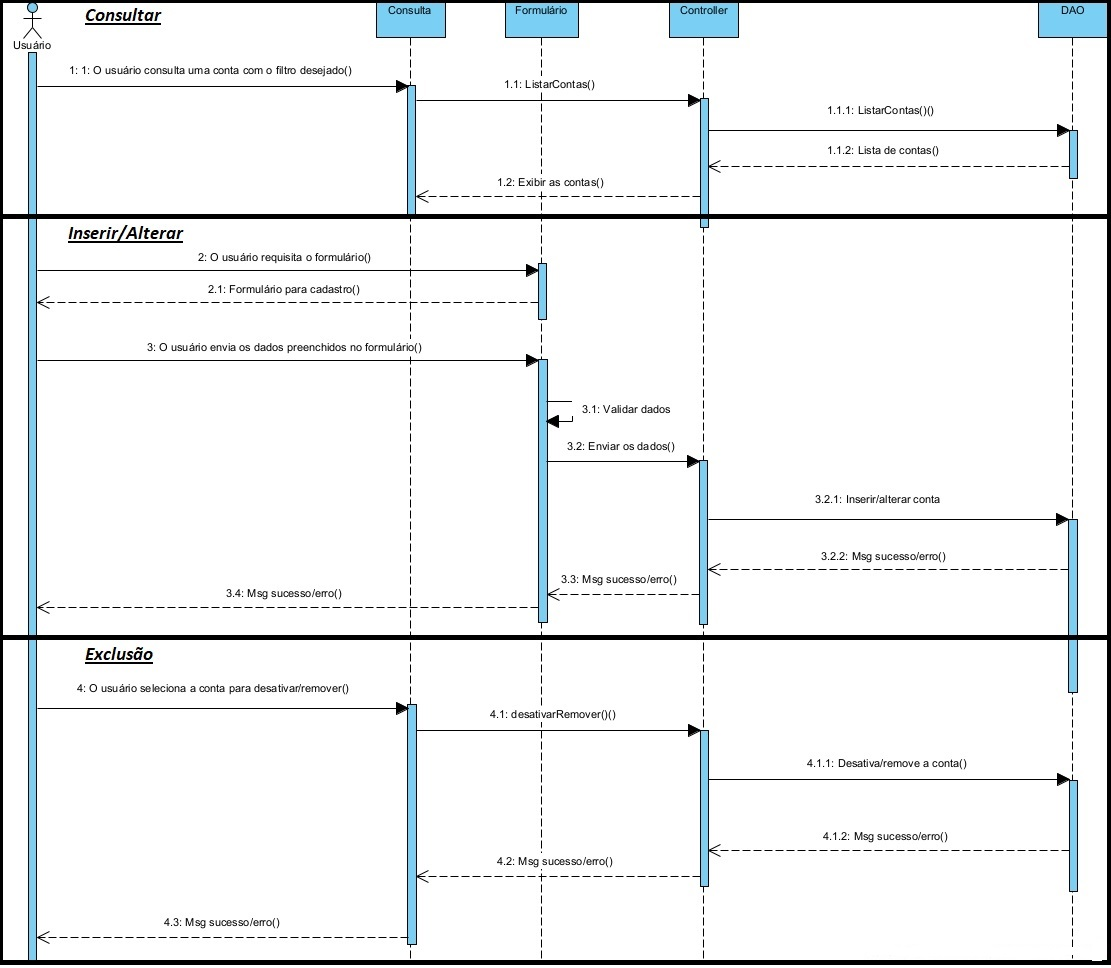 Consultar
Consulta
Formulário
Controller
DAO
Usuário
1: 1: O usuário consulta uma conta com o filtro desejado()
1.1: ListarContas()
1.1.1: ListarContas()()
1.1.2: Lista de contas()
1.2: Exibir as contas()
Inserir/Alterar
2: O usuário requisita o formulário()
2.1: Formulário para cadastro()
3: O usuário envia os dados preenchidos no formulário()
3.1: Validar dados
3.2: Enviar os dados()
3.2.1: Inserir/alterar conta
3.2.2: Msg sucesso/erro()
3.3: Msg sucesso/erro()
3.4: Msg sucesso/erro()
Exclusão
4: O usuário seleciona a conta para desativar/remover()
4.1: desativarRemover()()
4.1.1: Desativa/remove a conta()
4.1.2: Msg sucesso/erro()
4.2: Msg sucesso/erro()
4.3: Msg sucesso/erro()